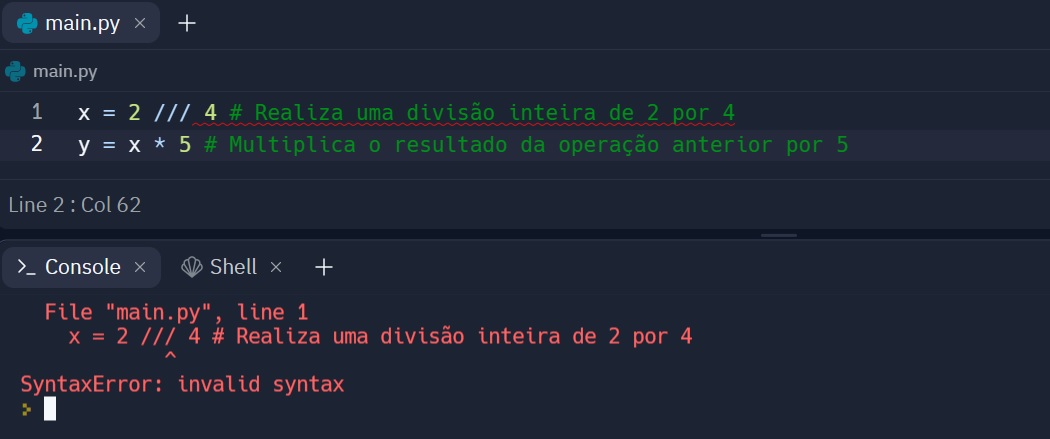 main.py × +
main.py
1 x = 2 /// 4 # Realiza uma divisão inteira de 2 por 4
2 y = x * 5 # Multiplica o resultado da operação anterior por 5
Line 2 : Col 62
>_ Console × Shell × +
File "main.py", line 1
x = 2 /// 4 # Realiza uma divisão inteira de 2 por 4
^
SyntaxError: invalid syntax
>